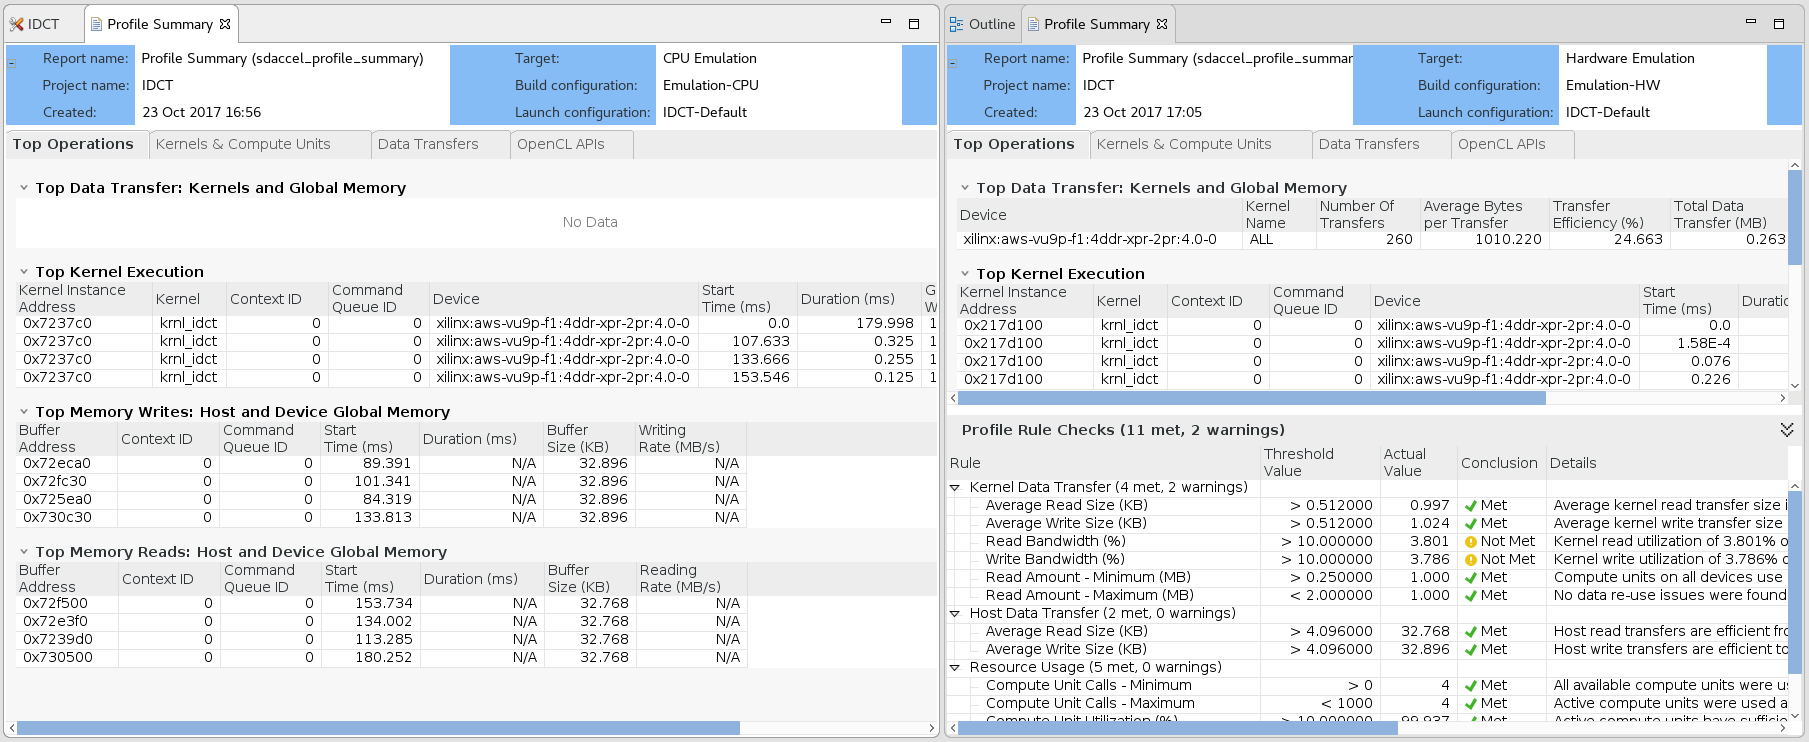 IDCT Profile Summary
Report name: Profile Summary (sdaccel_profile_summary) Target: CPU Emulation
Project name: IDCT Build configuration: Emulation-CPU
Created: 23 Oct 2017 16:56 Launch configuration: IDCT-Default
Top Operations Kernels & Compute Units Data Transfers OpenCL APIs
Top Data Transfer: Kernels and Global Memory
No Data
Top Kernel Execution
Kernel Instance Address Kernel Context ID Command Queue ID Device Start Time (ms) Duration (ms) G W
0x7237c0 krnl_idct 0 0 xilinx:aws-vu9p-f1:4ddr-xpr-2pr:4.0-0 0.0 179.998 1
0x7237c0 krnl_idct 0 0 xilinx:aws-vu9p-f1:4ddr-xpr-2pr:4.0-0 107.633 0.325 1
0x7237c0 krnl_idct 0 0 xilinx:aws-vu9p-f1:4ddr-xpr-2pr:4.0-0 133.666 0.255 1
0x7237c0 krnl_idct 0 0 xilinx:aws-vu9p-f1:4ddr-xpr-2pr:4.0-0 153.546 0.125 1
Top Memory Writes: Host and Device Global Memory
Buffer Address Context ID Command Queue ID Start Time (ms) Duration (ms) Buffer Size (KB) Writing Rate (MB/s)
0x72eca0 0 0 89.391 N/A 32.896 N/A
0x72fc30 0 0 101.341 N/A 32.896 N/A
0x725ea0 0 0 84.319 N/A 32.896 N/A
0x730c30 0 0 133.813 N/A 32.896 N/A
Top Memory Reads: Host and Device Global Memory
Buffer Address Context ID Command Queue ID Start Time (ms) Duration (ms) Buffer Size (KB) Reading Rate (MB/s)
0x72f500 0 0 153.734 N/A 32.768 N/A
0x72e3f0 0 0 134.002 N/A 32.768 N/A
0x7239d0 0 0 113.285 N/A 32.768 N/A
0x730500 0 0 180.252 N/A 32.768 N/A
Outline Profile Summary
Report name: Profile Summary (sdaccel_profile_summar Target: Hardware Emulation
Project name: IDCT Build configuration: Emulation-HW
Created: 23 Oct 2017 17:05 Launch configuration: IDCT-Default
Top Operations Kernels & Compute Units Data Transfers OpenCL APIs
Top Data Transfer: Kernels and Global Memory
Device Kernel Name Number Of Transfers Average Bytes per Transfer Transfer Efficiency (%) Total Data Transfer (MB)
xilinx:aws-vu9p-f1:4ddr-xpr-2pr:4.0-0 ALL 260 1010.220 24.663 0.263
Top Kernel Execution
Kernel Instance Address Kernel Context ID Command Queue ID Device Start Time (ms) Duratic
0x217d100 krnl_idct 0 0 xilinx:aws-vu9p-f1:4ddr-xpr-2pr:4.0-0 0.0
0x217d100 krnl_idct 0 0 xilinx:aws-vu9p-f1:4ddr-xpr-2pr:4.0-0 1.58E-4
0x217d100 krnl_idct 0 0 xilinx:aws-vu9p-f1:4ddr-xpr-2pr:4.0-0 0.076
0x217d100 krnl_idct 0 0 xilinx:aws-vu9p-f1:4ddr-xpr-2pr:4.0-0 0.226
Profile Rule Checks (11 met, 2 warnings)
Rule Threshold Value Actual Value Conclusion Details
Kernel Data Transfer (4 met, 2 warnings)
Average Read Size (KB) > 0.512000 0.997 Met Average kernel read transfer size i
Average Write Size (KB) > 0.512000 1.024 Met Average kernel write transfer size
Read Bandwidth (%) > 10.000000 3.801 Not Met Kernel read utilization of 3.801% o
Write Bandwidth (%) > 10.000000 3.786 Not Met Kernel write utilization of 3.786% c
Read Amount - Minimum (MB) > 0.250000 1.000 Met Compute units on all devices use
Read Amount - Maximum (MB) < 2.000000 1.000 Met No data re-use issues were found
Host Data Transfer (2 met, 0 warnings)
Average Read Size (KB) > 4.096000 32.768 Met Host read transfers are efficient frc
Average Write Size (KB) > 4.096000 32.896 Met Host write transfers are efficient to
Resource Usage (5 met, 0 warnings)
Compute Unit Calls - Minimum > 0 4 Met All available compute units were u
Compute Unit Calls - Maximum < 1000 4 Met Active compute units were used a
Compute Unit Utilization (%) > 10.000000 99.937 Met Active compute units have suffici